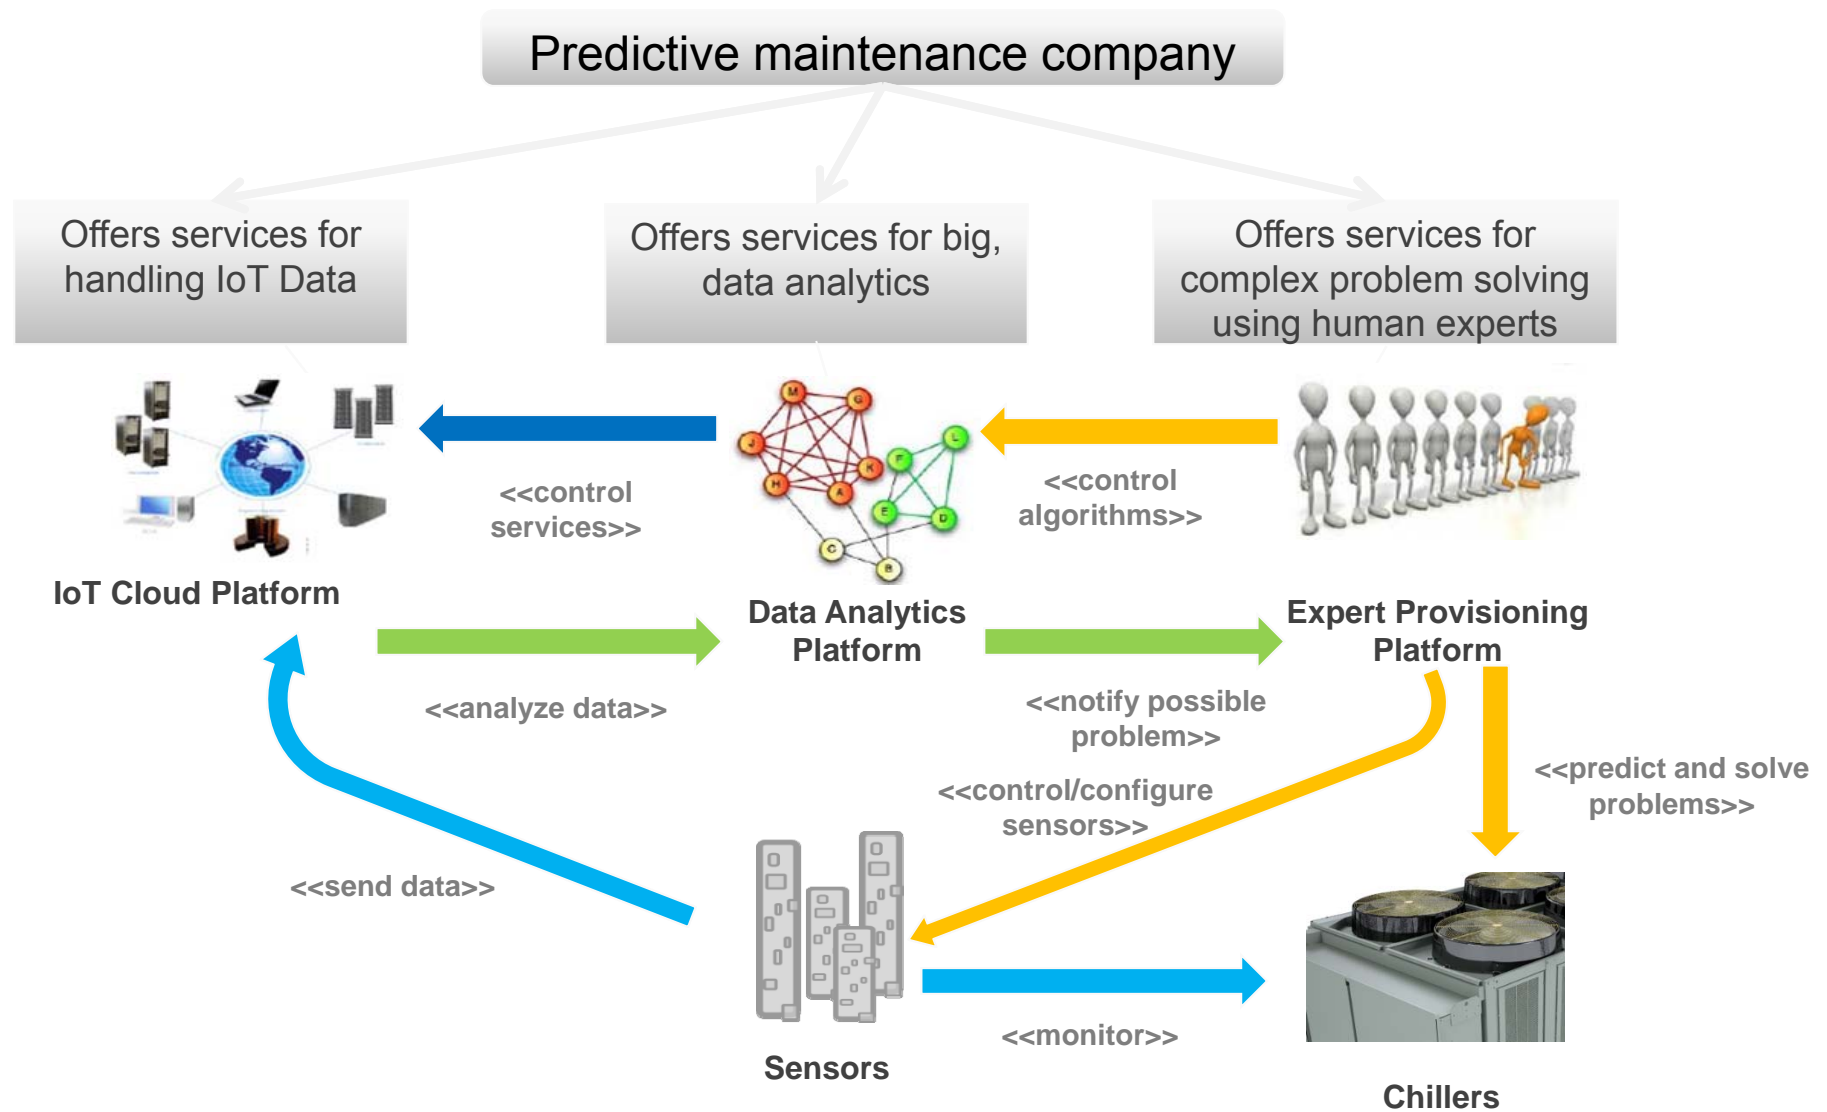 Predictive maintenance company
Offers services for
handling IoT Data
Offers services for big,
data analytics
Offers services for
complex problem solving
using human experts
<<control
services>>
M
G
J
L
F
K
H
A
E
D
C
B
<<control
algorithms>>
IoT Cloud Platform
Data Analytics
Platform
Expert Provisioning
Platform
<<analyze data>>
<<notify possible
problem>>
<<control/configure
sensors>>
<<predict and solve
problems>>
<<send data>>
<<monitor>>
Sensors
Chillers